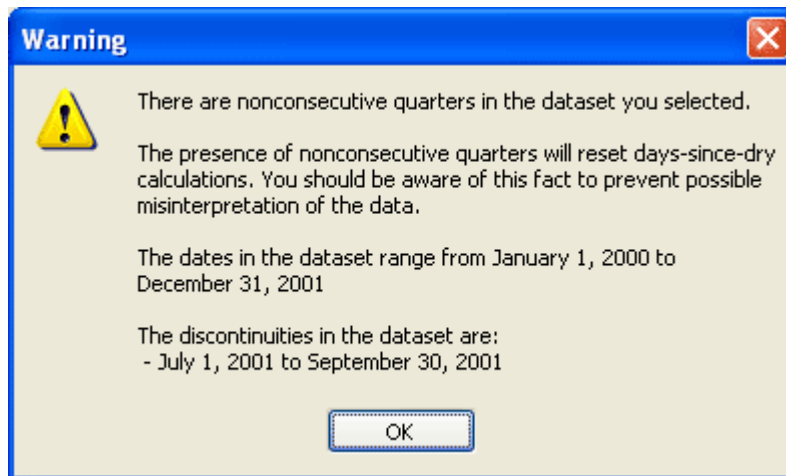 Warning
There are nonconsecutive quarters in the dataset you selected.
The presence of nonconsecutive quarters will reset days-since-dry
calculations. You should be aware of this fact to prevent possible
misinterpretation of the data.
The dates in the dataset range from January 1, 2000 to
December 31, 2001
The discontinuities in the dataset are:
- July 1, 2001 to September 30, 2001
OK